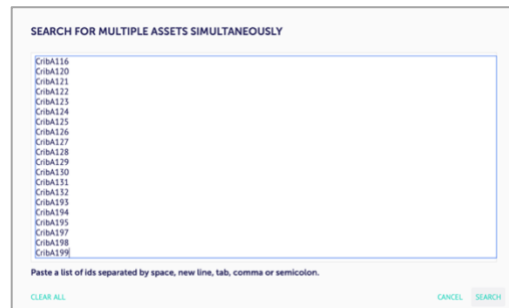 SEARCH FOR MULTIPLE ASSETS SIMULTANEOUSLY
CribA116
CribA120
CribA121
CribA122
CribA123
CribA124
CribA125
CribA126
CribA127
CribA128
CribA129
CribA130
CribA131
CribA132
CribA193
CribA194
CribA195
CribA197
CribA198
CribA199
Paste a list of ids separated by space, new line, tab, comma or semicolon.
CLEAR ALL CANCEL SEARCH